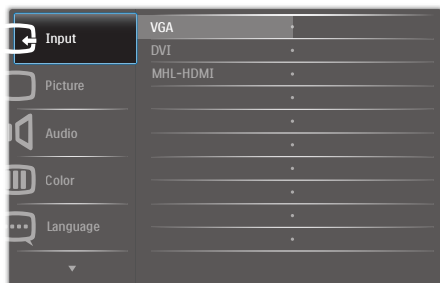 Input
Picture
Audio
Color
Language
VGA
DVI
MHL-HDMI